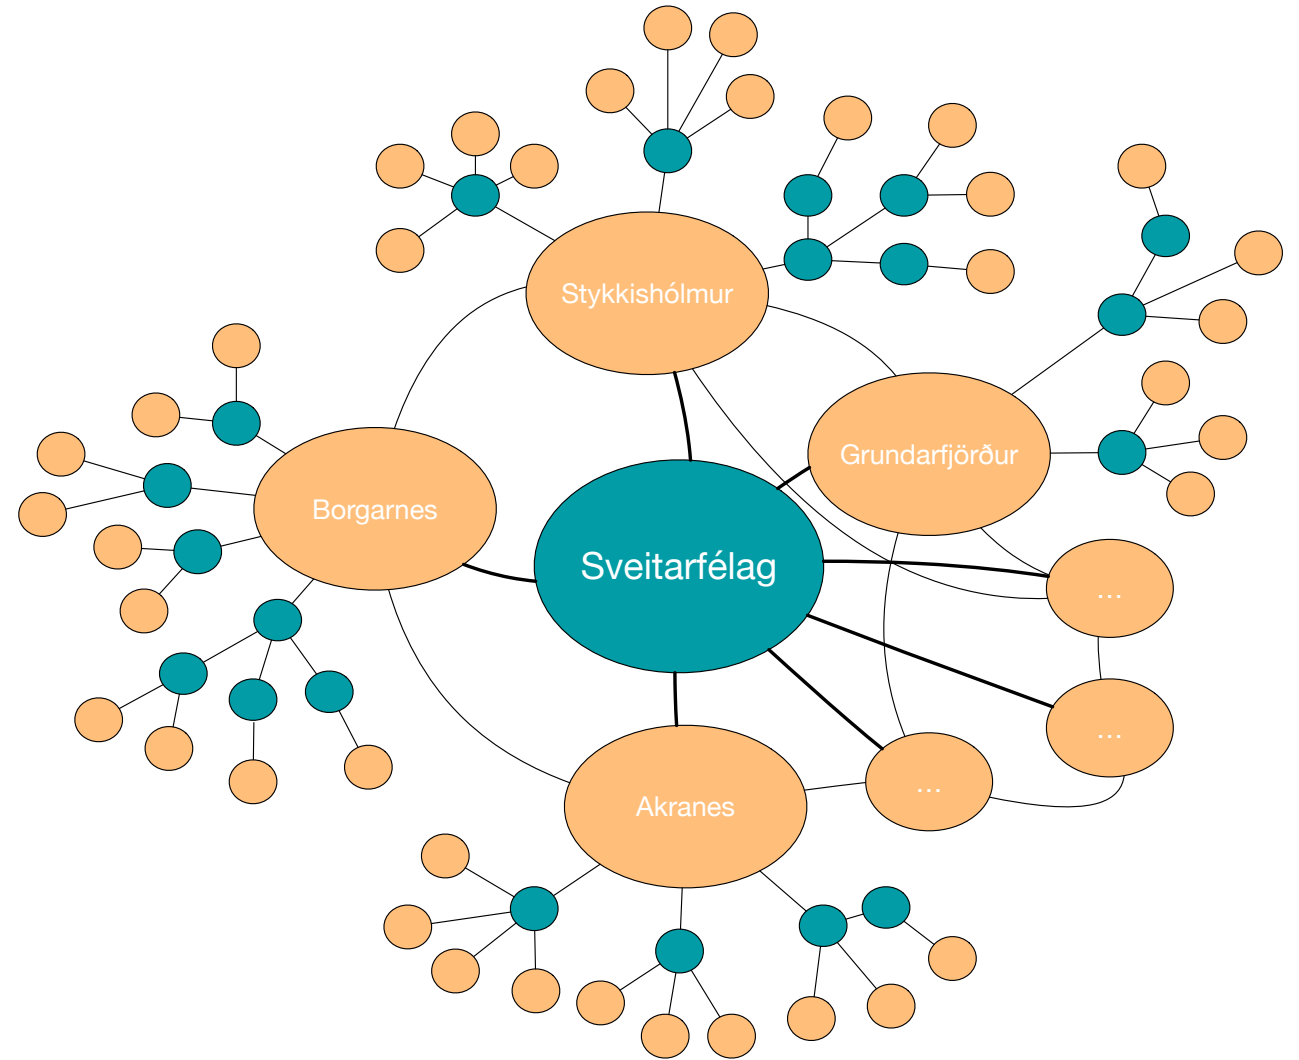 Stykkishólmur
Grundarfjörður
Borgarnes
Sveitarfélag
...
...
...
Akranes